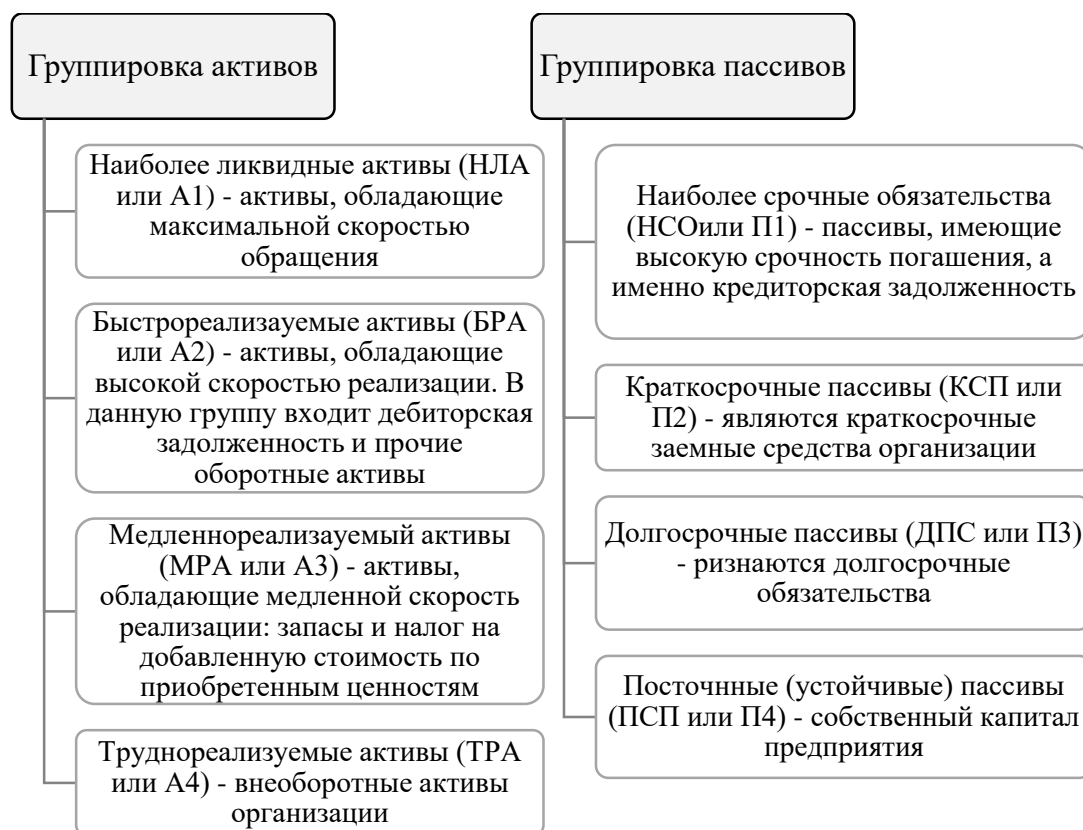 Группировка активов
Наиболее ликвидные активы (НЛА
или А1) - активы, обладающие
максимальной скоростью
обращения
Быстрореализауемые активы (БРА
или А2) - активы, обладающие
высокой скоростью реализации. В
данную группу входит дебиторская
задолженность и прочие
оборотные активы
Медленнореализауемый активы
(МРА или А3) - активы,
обладающие медленной скорость
реализации: запасы и налог на
добавленную стоимость по
приобретенным ценностям
Труднореализуемые активы (ТРА
или А4) - внеоборотные активы
организации
Группировка пассивов
Наиболее срочные обязательства
(НСОили П1) - пассивы, имеющие
высокую срочность погашения, а
именно кредиторская задолженность
Краткосрочные пассивы (КСП или
П2) - являются краткосрочные
заемные средства организации
Долгосрочные пассивы (ДПС или П3)
- ризнаются долгосрочные
обязательства
Посточнные (устойчивые) пассивы
(ПСП или П4) - собственный капитал
предприятия